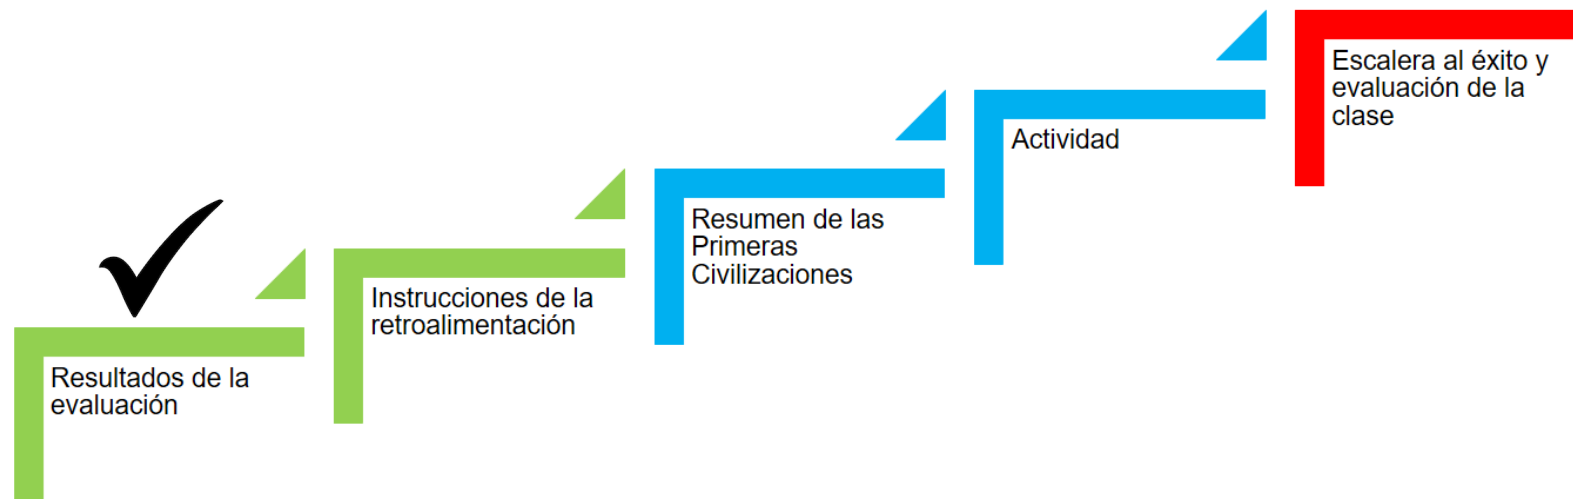 Resultados de la
evaluación
Instrucciones de la
retroalimentación
Resumen de las
Primeras
Civilizaciones
Actividad
Escalera al éxito y
evaluación de la
clase